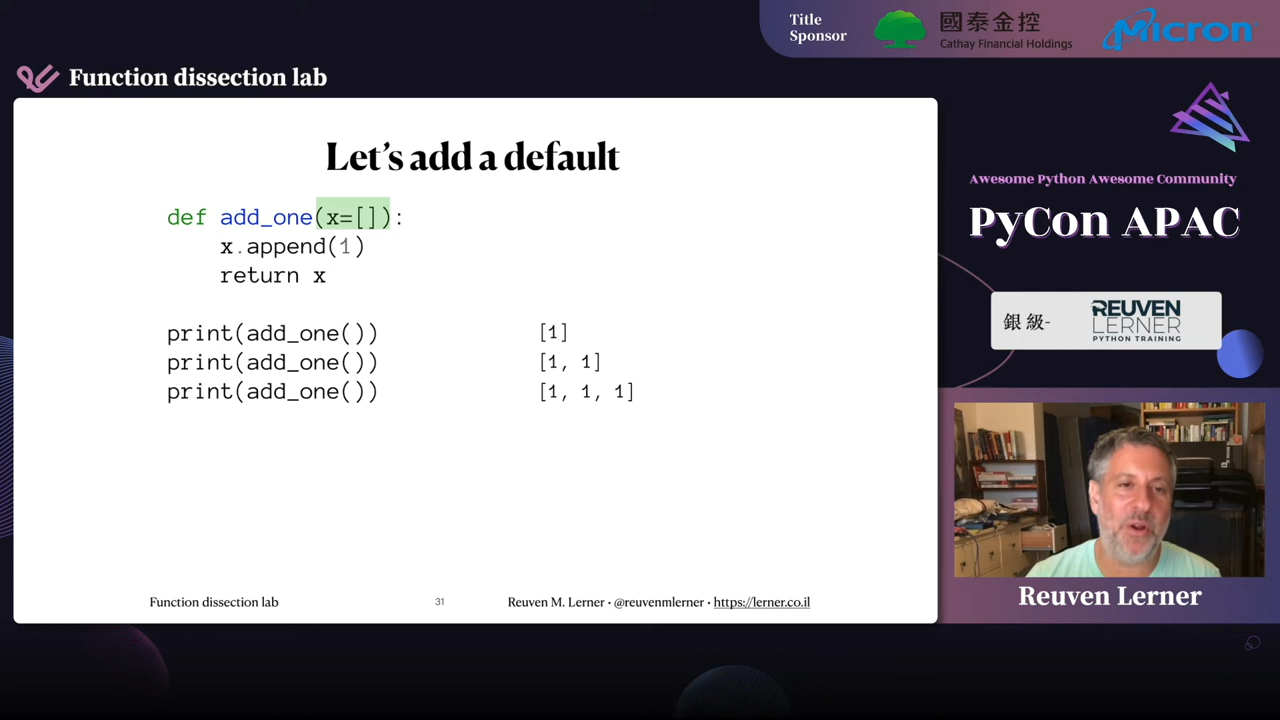 Title
Sponsor
國泰金控
Cathay Financial Holdings
Micron
Function dissection lab
Let's add a default
def add_one(x=[]):
    x.append(1)
    return x
print(add_one()) [1]
print(add_one()) [1, 1]
print(add_one()) [1, 1, 1]
Function dissection lab 31 Reuven M. Lerner • @reuvenmlerner • https://lerner.co.il
Awesome Python Awesome Community
PyCon APAC
銀級-
REUVEN
LERNER
PYTHON TRAINING
Reuven Lerner